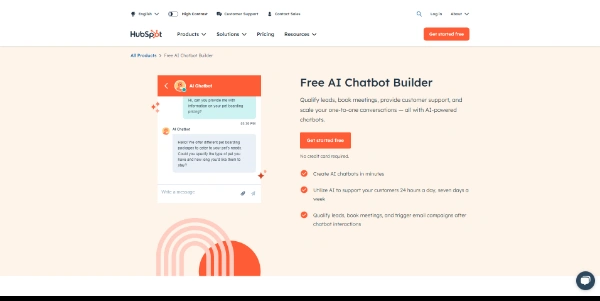 English
High Contrast
Customer Support
Contact Sales
Log in
About
HubSpot
Products
Solutions
Pricing
Resources
Get started free
All Products > Free AI Chatbot Builder
AI Chatbot
Hi, can you provide me with
information on your pet boarding
pricing?
AI Chatbot
Hello! We offer different pet boarding
packages to cater to your pet's needs.
Could you specify the type of pet you
have and how long you'd like them to
stay?
Write a message
Free AI Chatbot Builder
Qualify leads, book meetings, provide customer support, and
scale your one-to-one conversations — all with AI-powered
chatbots.
Get started free
No credit card required.
Create AI chatbots in minutes
Utilize AI to support your customers 24 hours a day, seven days a
week
Qualify leads, book meetings, and trigger email campaigns after
chatbot interactions